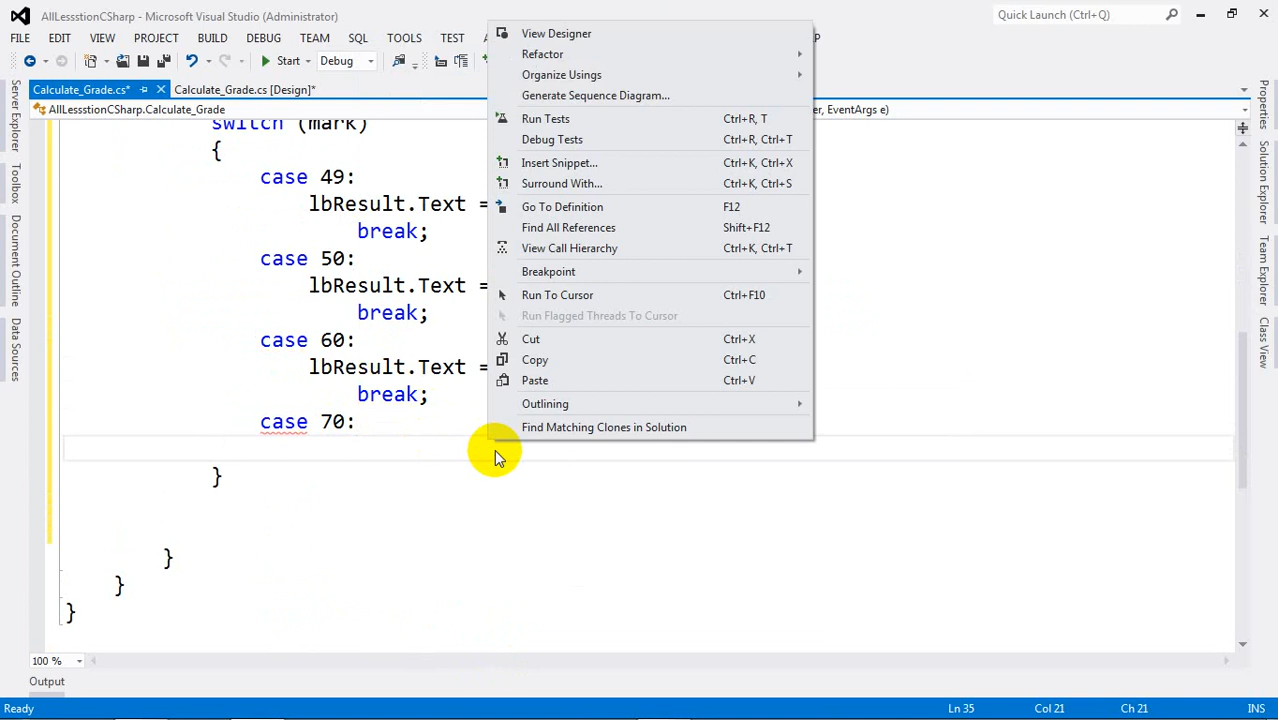 AllLesstionCSharp - Microsoft Visual Studio (Administrator)
Quick Launch (Ctrl+Q)
FILE EDIT VIEW PROJECT BUILD DEBUG TEAM SQL TOOLS TEST
Start Debug
Calculate_Grade.cs* Calculate_Grade.cs [Design]*
AllLesstionCSharp.Calculate_Grade
er, EventArgs e)
switch (mark)
{
case 49:
lbResult.Text =
break;
case 50:
lbResult.Text =
break;
case 60:
lbResult.Text =
break;
case 70:
}
}
}
}
View Designer
Refactor
Organize Usings
Generate Sequence Diagram...
Run Tests Ctrl+R, T
Debug Tests Ctrl+R, Ctrl+T
Insert Snippet... Ctrl+K, Ctrl+X
Surround With... Ctrl+K, Ctrl+S
Go To Definition F12
Find All References Shift+F12
View Call Hierarchy Ctrl+K, Ctrl+T
Breakpoint
Run To Cursor Ctrl+F10
Run Flagged Threads To Cursor
Cut Ctrl+X
Copy Ctrl+C
Paste Ctrl+V
Outlining
Find Matching Clones in Solution
Server Explorer
Toolbox
Document Outline
Data Sources
Properties
Solution Explorer
Team Explorer
Class View
100 %
Output
Ready Ln 35 Col 21 Ch 21 INS